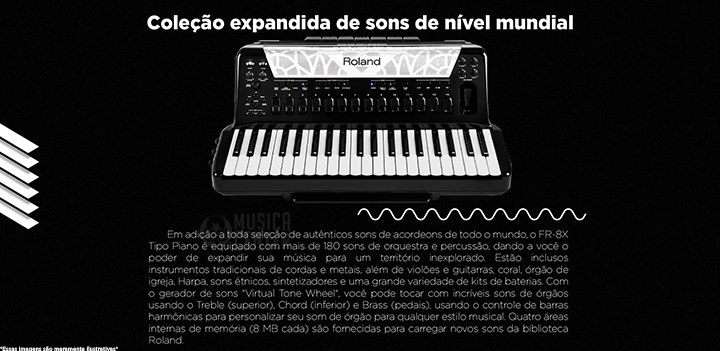 Coleção expandida de sons de nível mundial
Roland
MUSICA
Em adição a toda seleção de autênticos sons de acordeons de todo o mundo, o FR-8X
Tipo Piano é equipado com mais de 180 sons de orquestra e percussão, dando a você o
poder de expandir sua música para um território inexplorado. Estão inclusos
instrumentos tradicionais de cordas e metais, além de violões e guitarras, coral, órgão de
igreja, Harpa, sons étnicos, sintetizadores e uma grande variedade de kits de baterias. Com
o gerador de sons "Virtual Tone Wheel", você pode tocar com incríveis sons de órgãos
usando o Treble (superior), Chord (inferior) e Brass (pedais), usando o controle de barras
harmônicas para personalizar seu som de órgão para qualquer estilo musical. Quatro áreas
internas de memória (8 MB cada) são fornecidas para carregar novos sons da biblioteca
Roland.
*Essas imagens são meramente ilustrativas*